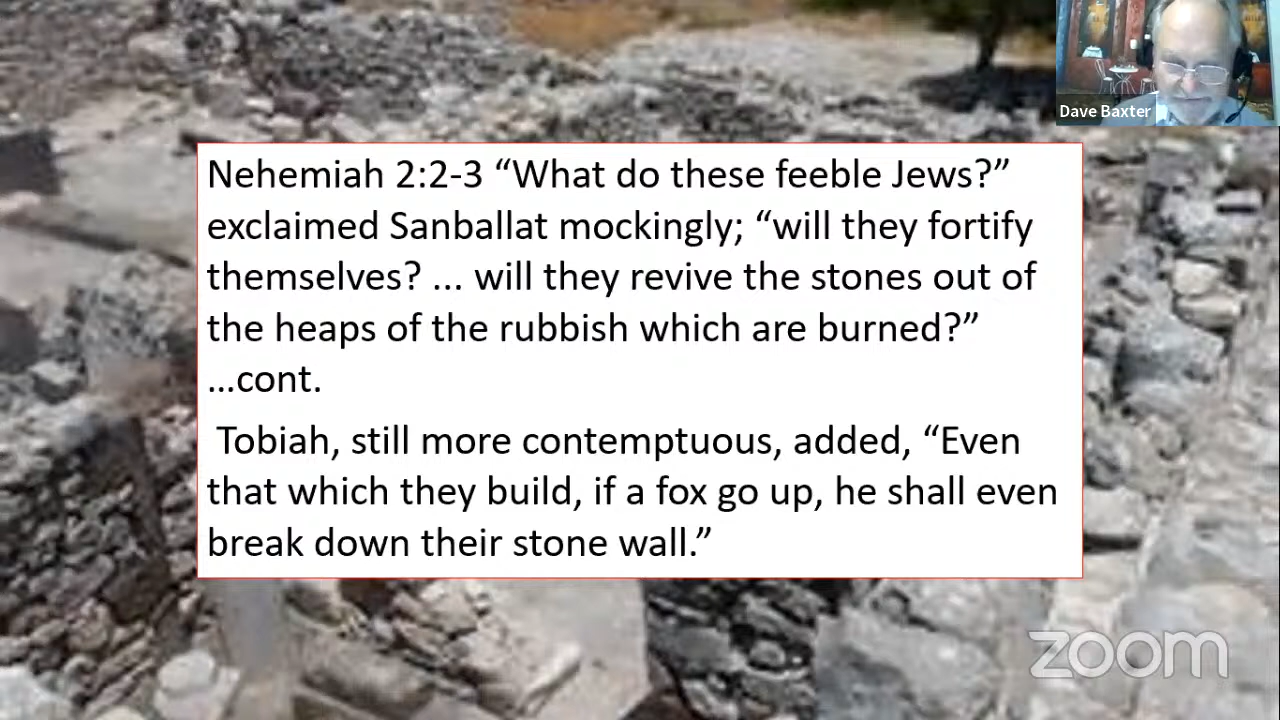 Dave Baxter
Nehemiah 2:2-3 “What do these feeble Jews?”
exclaimed Sanballat mockingly; “will they fortify
themselves? ... will they revive the stones out of
the heaps of the rubbish which are burned?”
...cont.
Tobiah, still more contemptuous, added, “Even
that which they build, if a fox go up, he shall even
break down their stone wall.”
zoom